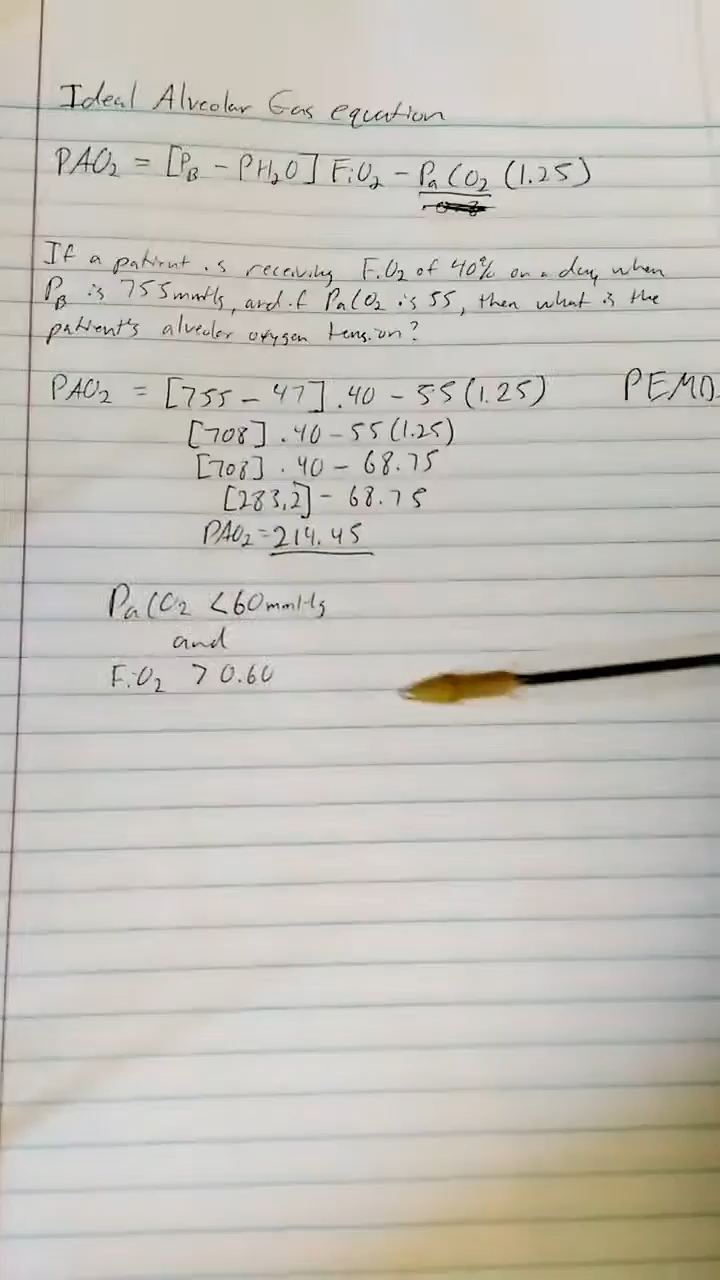 Ideal Alveolar Gas equation
PAO2 = [PB - PH2O] FiO2 - PaCO2 (1.25)
If a patient is receiving FiO2 of 40% on a day when
PB is 755mmHg, and if PaCO2 is 55, then what is the
patient's alveolar oxygen tension?
PAO2 = [755 - 47] .40 - 55 (1.25) PEMD
[708] .40 - 55 (1.25)
[708] .40 - 68.75
[283.2] - 68.75
PAO2 = 214.45
PaCO2 <60mmHg
and
FiO2 > 0.60